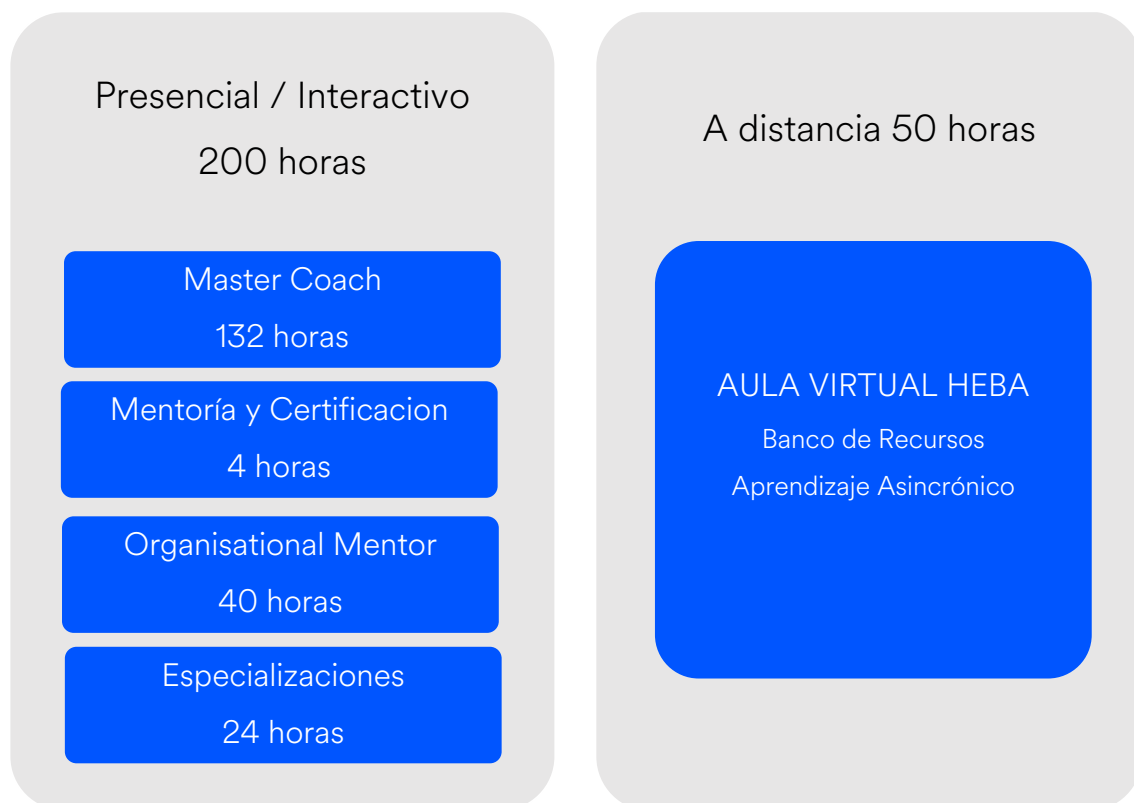 Presencial / Interactivo
200 horas
Master Coach
132 horas
Mentoría y Certificacion
4 horas
Organisational Mentor
40 horas
Especializaciones
24 horas
A distancia 50 horas
AULA VIRTUAL HEBA
Banco de Recursos
Aprendizaje Asincrónico